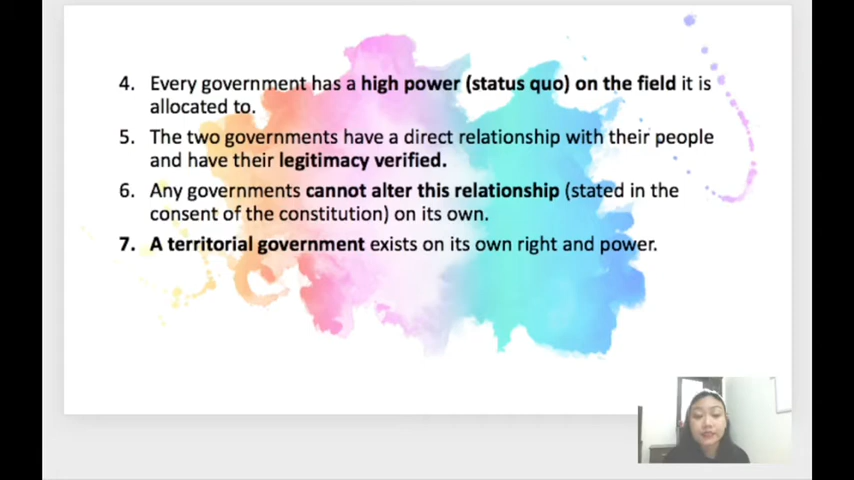 4. Every government has a high power (status quo) on the field it is
allocated to.
5. The two governments have a direct relationship with their people
and have their legitimacy verified.
6. Any governments cannot alter this relationship (stated in the
consent of the constitution) on its own.
7. A territorial government exists on its own right and power.